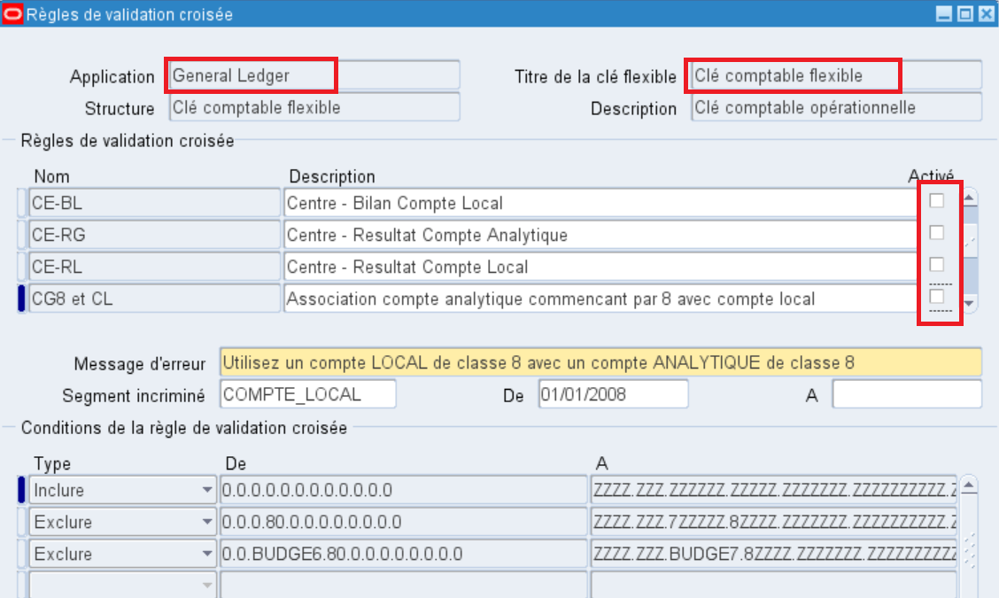 Règles de validation croisée
Application General Ledger Titre de la clé flexible Clé comptable flexible
Structure Clé comptable flexible Description Clé comptable opérationnelle
Règles de validation croisée
Nom Description Activé
CE-BL Centre - Bilan Compte Local
CE-RG Centre - Resultat Compte Analytique
CE-RL Centre - Resultat Compte Local
CG8 et CL Association compte analytique commencant par 8 avec compte local
Message d'erreur Utilisez un compte LOCAL de classe 8 avec un compte ANALYTIQUE de classe 8
Segment incriminé COMPTE_LOCAL De 01/01/2008 A
Conditions de la règle de validation croisée
Type De A
Inclure 0.0.0.0.0.0.0.0.0.0.0.0 ZZZZ.ZZZ.ZZZZZZ.ZZZZZ.ZZZZZZZ.ZZZZZZZZZZ.Z
Exclure 0.0.0.80.0.0.0.0.0.0.0.0 ZZZZ.ZZZ.7ZZZZZ.8ZZZZ.ZZZZZZZ.ZZZZZZZZZZ.Z
Exclure 0.0.BUDGE6.80.0.0.0.0.0.0.0.0 ZZZZ.ZZZ.BUDGE7.8ZZZZ.ZZZZZZZ.ZZZZZZZZZZ